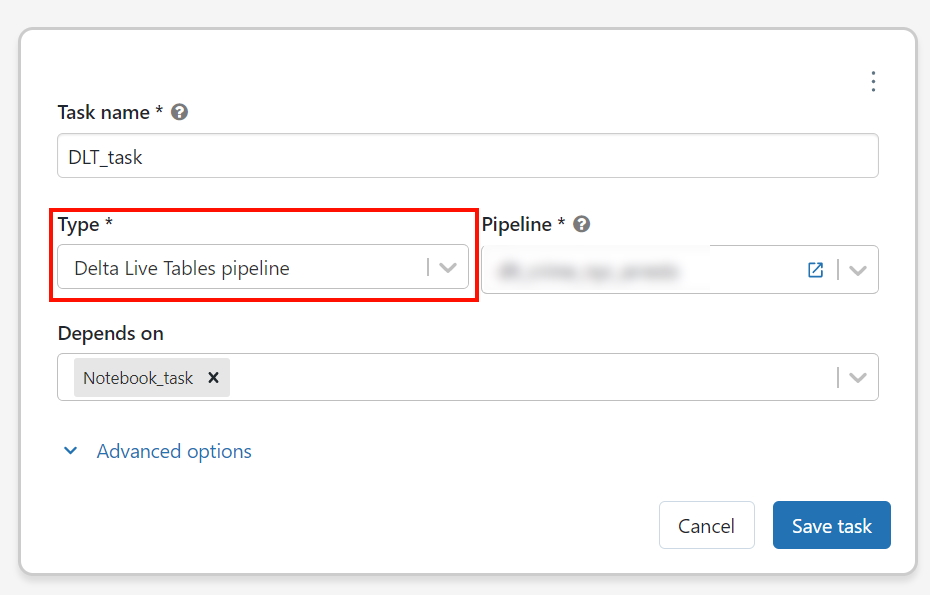 Task name *
DLT_task
Type * Pipeline *
Delta Live Tables pipeline
Depends on
Notebook_task
Advanced options
Cancel Save task